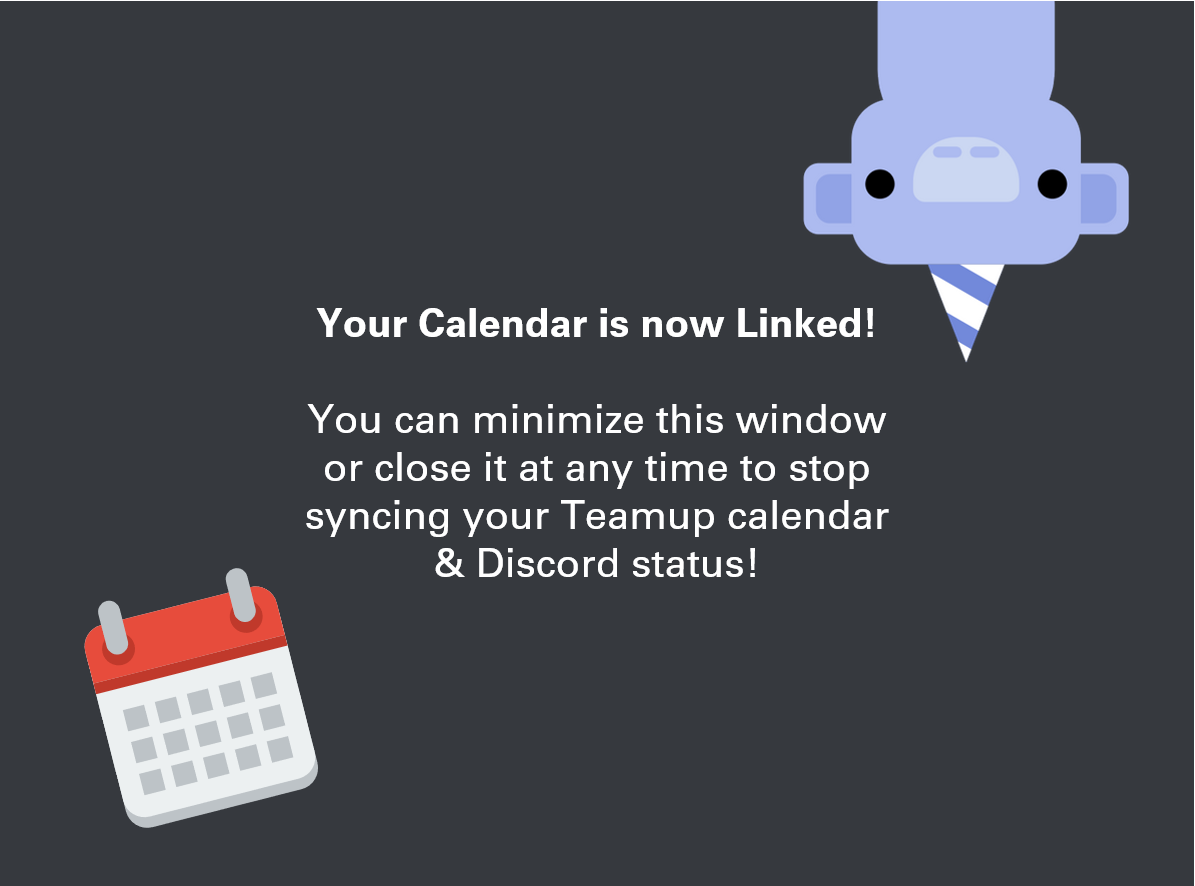 Your Calendar is now Linked!
You can minimize this window
or close it at any time to stop
syncing your Teamup calendar
& Discord status!